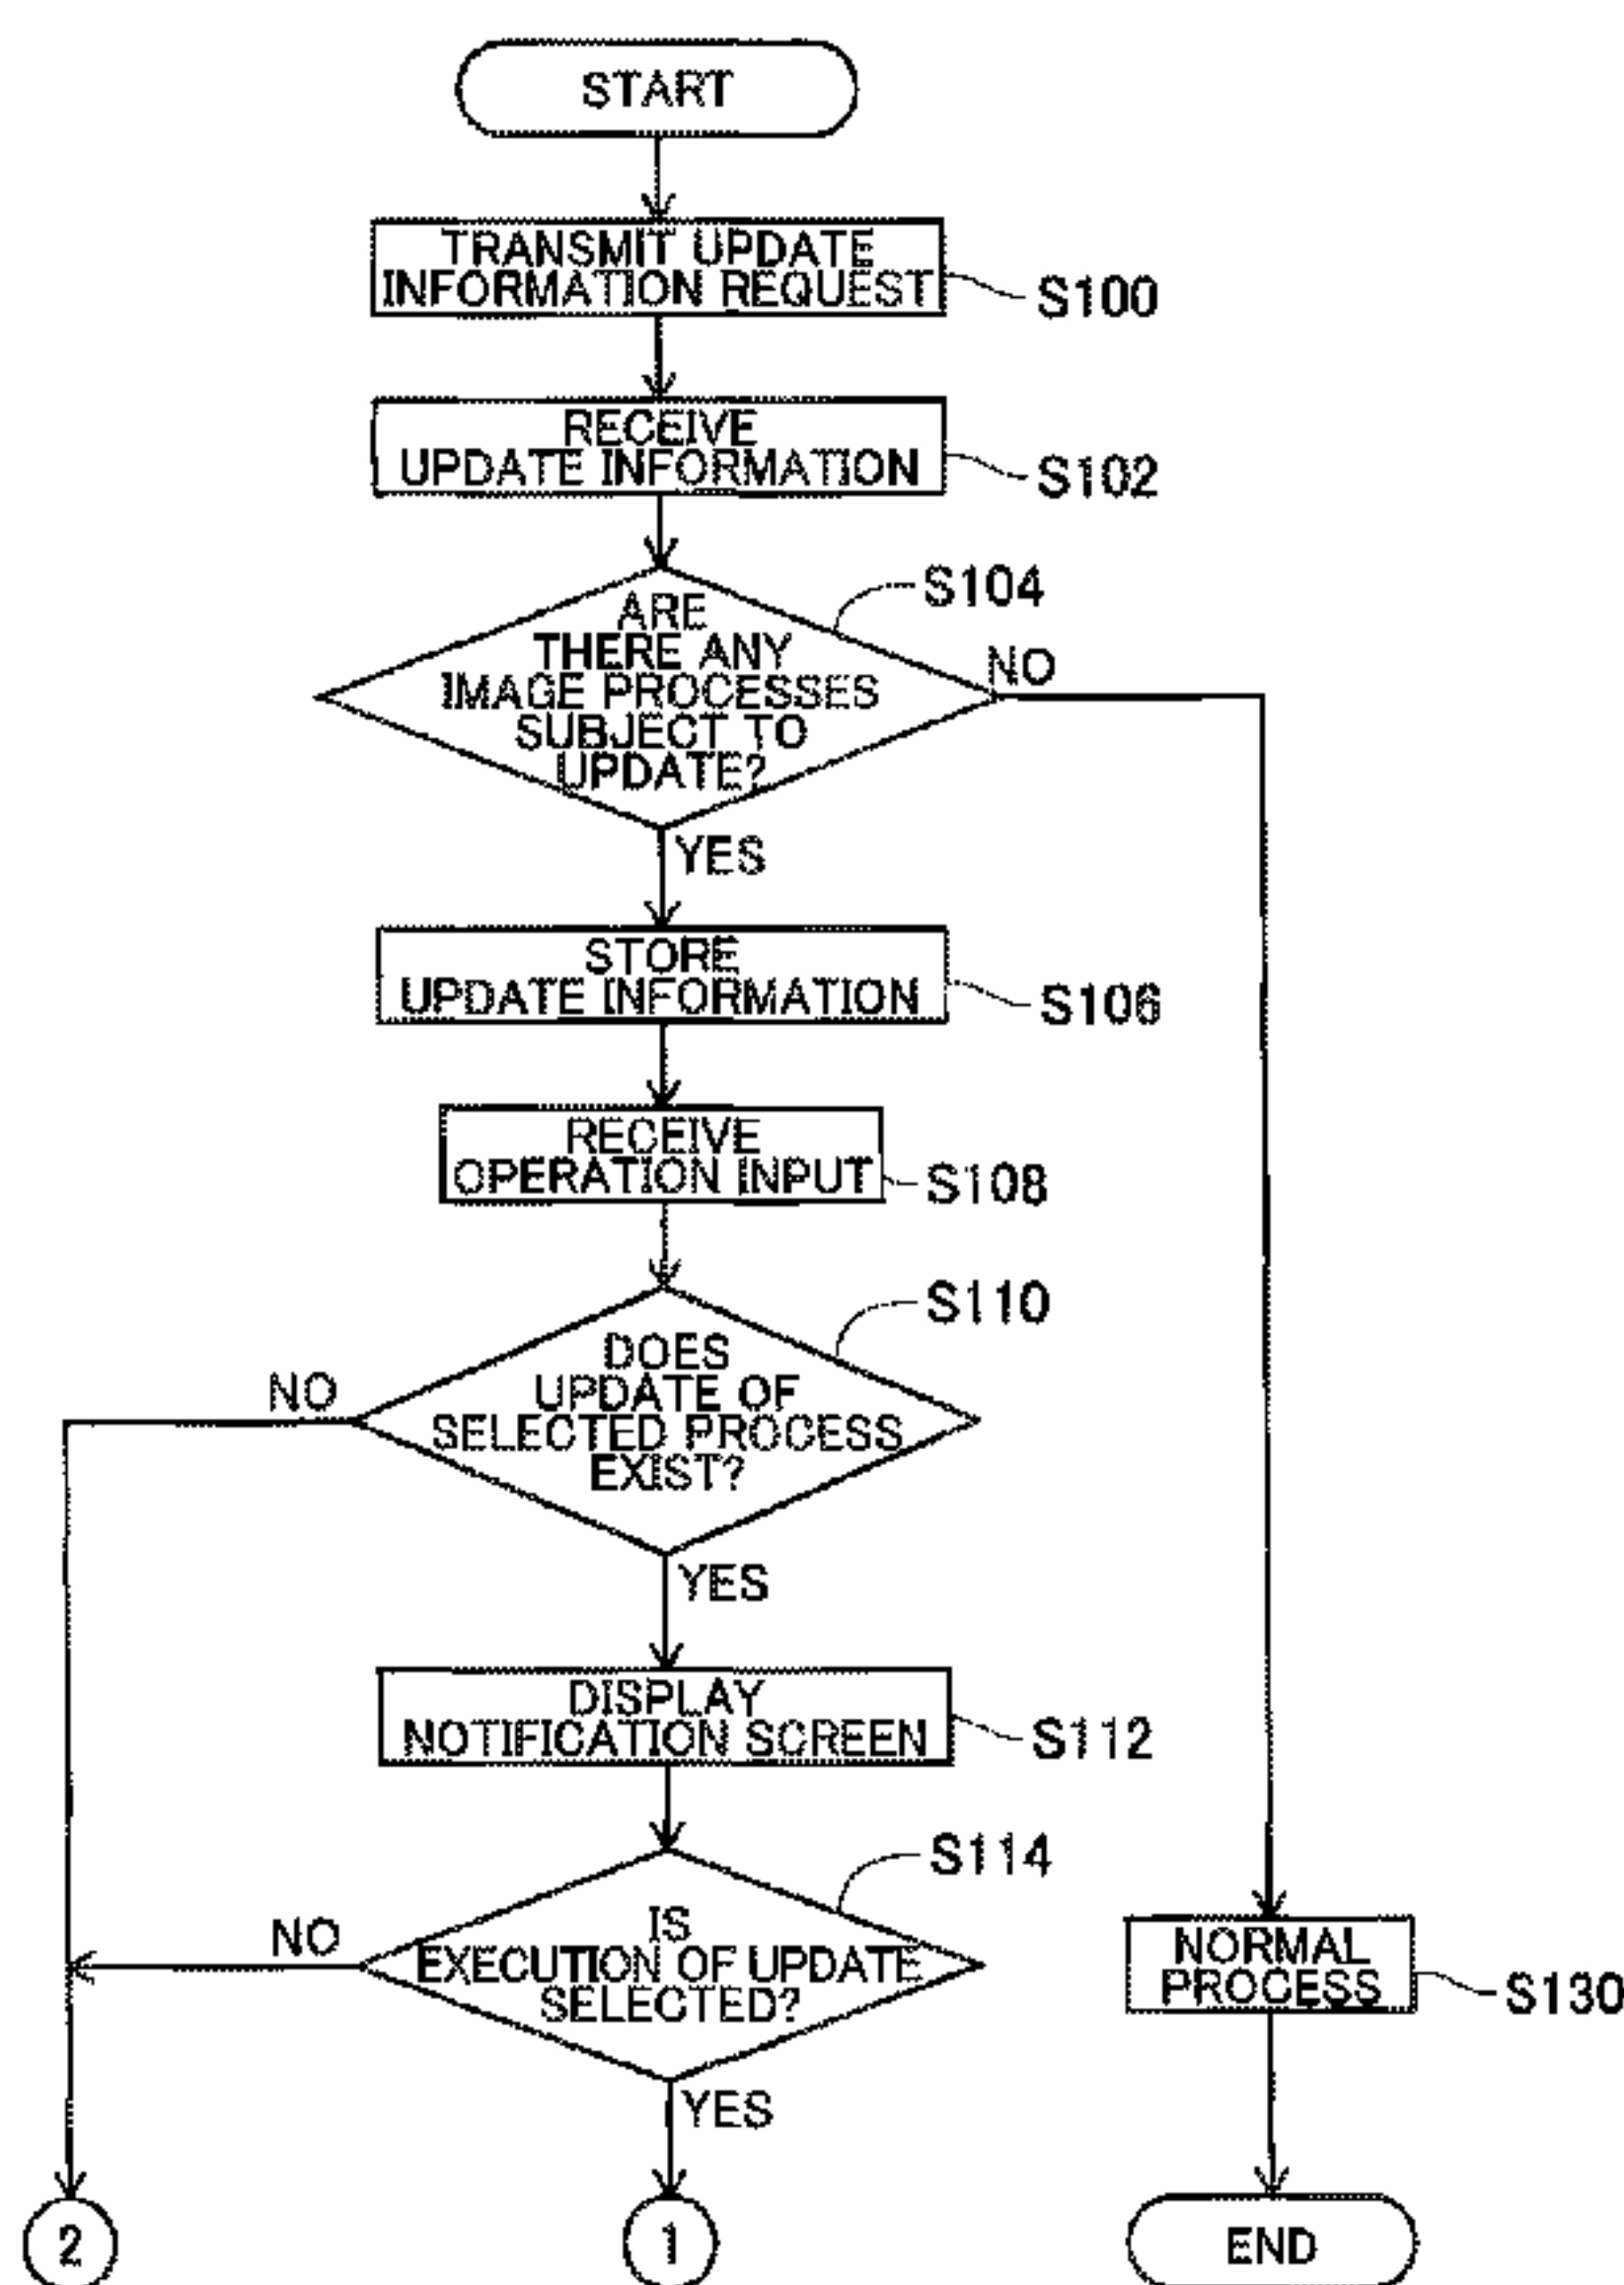 START
TRANSMIT UPDATE
INFORMATION REQUEST
S100
RECEIVE
UPDATE INFORMATION
S102
S104
ARE
THERE ANY
IMAGE PROCESSES
SUBJECT TO
UPDATE?
NO
YES
STORE
UPDATE INFORMATION
S106
RECEIVE
OPERATION INPUT
S108
S110
DOES
UPDATE OF
SELECTED PROCESS
EXIST?
NO
YES
DISPLAY
NOTIFICATION SCREEN
S112
S114
IS
EXECUTION OF UPDATE
SELECTED?
NO
YES
NORMAL
PROCESS
S130
2
1
END